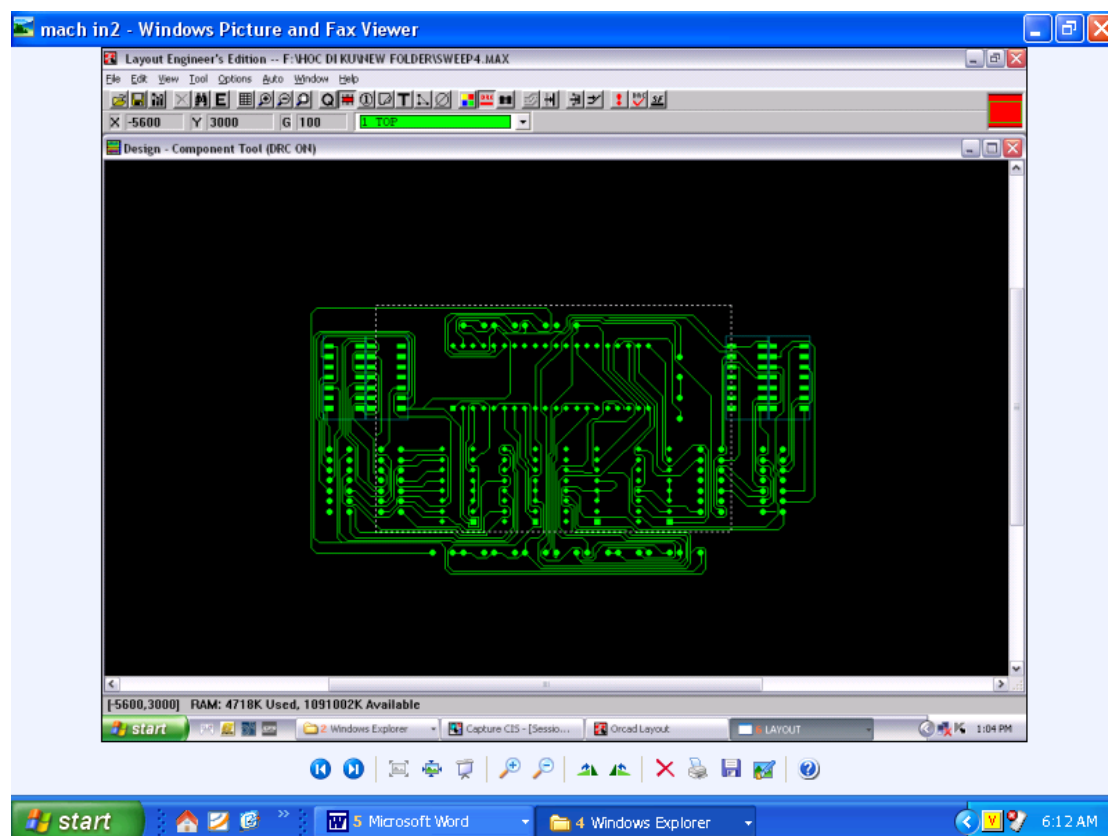 mach in2 - Windows Picture and Fax Viewer
Layout Engineer's Edition -- F:\HOC DI KU\NEW FOLDER\SWEEP4.MAX
File Edit View Tool Options Auto Window Help
X -5600 Y 3000 G 100 1 TOP
Design - Component Tool (DRC ON)
[-5600,3000] RAM: 4718K Used, 1091002K Available
start 2 Windows Explorer Capture CIS - [Sessio... Orcad Layout LAYOUT 1:04 PM
start 5 Microsoft Word 4 Windows Explorer 6:12 AM